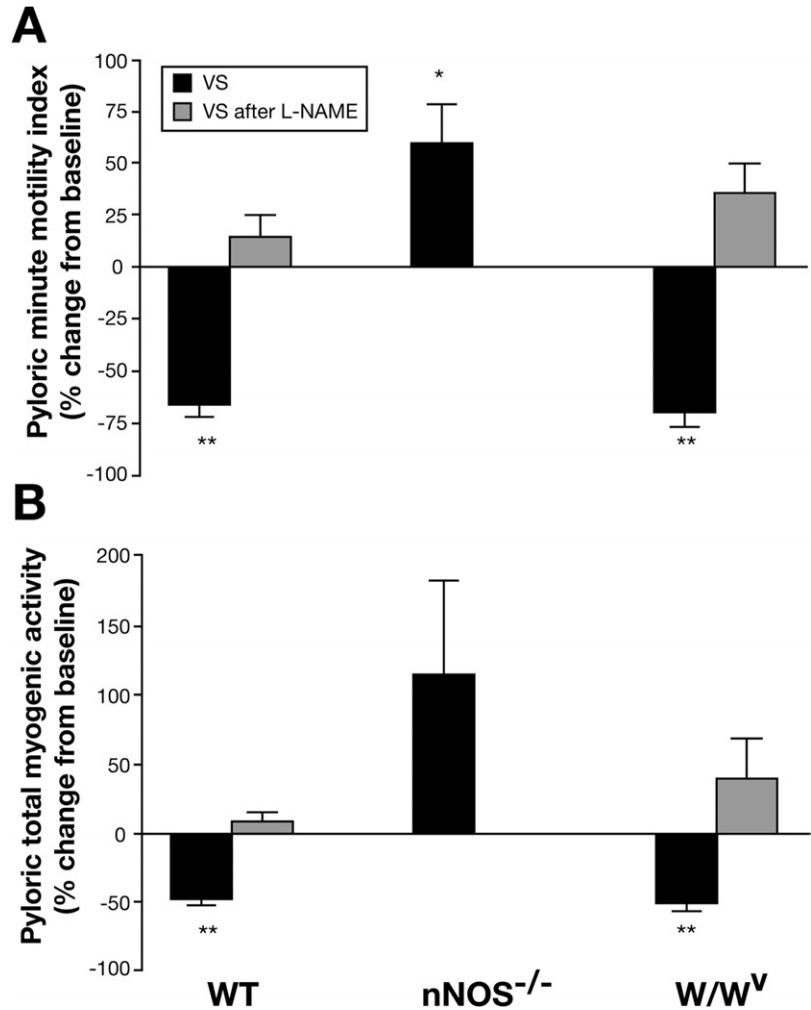 A
Pyloric minute motility index
(% change from baseline)
100
75
50
25
0
-25
-50
-75
-100
VS
VS after L-NAME
*
**
**
B
Pyloric total myogenic activity
(% change from baseline)
200
150
100
50
0
-50
-100
**
**
WT nNOS⁻/⁻ W/Wᵛ